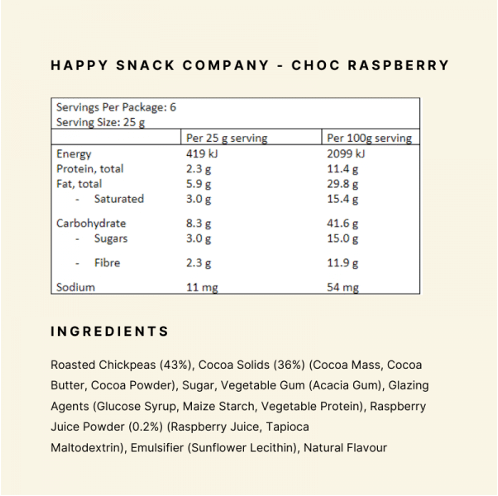 HAPPY SNACK COMPANY - CHOC RASPBERRY
Servings Per Package: 6
Serving Size: 25 g
Per 25 g serving Per 100g serving
Energy 419 kJ 2099 kJ
Protein, total 2.3 g 11.4 g
Fat, total 5.9 g 29.8 g
- Saturated 3.0 g 15.4 g
Carbohydrate 8.3 g 41.6 g
- Sugars 3.0 g 15.0 g
- Fibre 2.3 g 11.9 g
Sodium 11 mg 54 mg
INGREDIENTS
Roasted Chickpeas (43%), Cocoa Solids (36%) (Cocoa Mass, Cocoa
Butter, Cocoa Powder), Sugar, Vegetable Gum (Acacia Gum), Glazing
Agents (Glucose Syrup, Maize Starch, Vegetable Protein), Raspberry
Juice Powder (0.2%) (Raspberry Juice, Tapioca
Maltodextrin), Emulsifier (Sunflower Lecithin), Natural Flavour